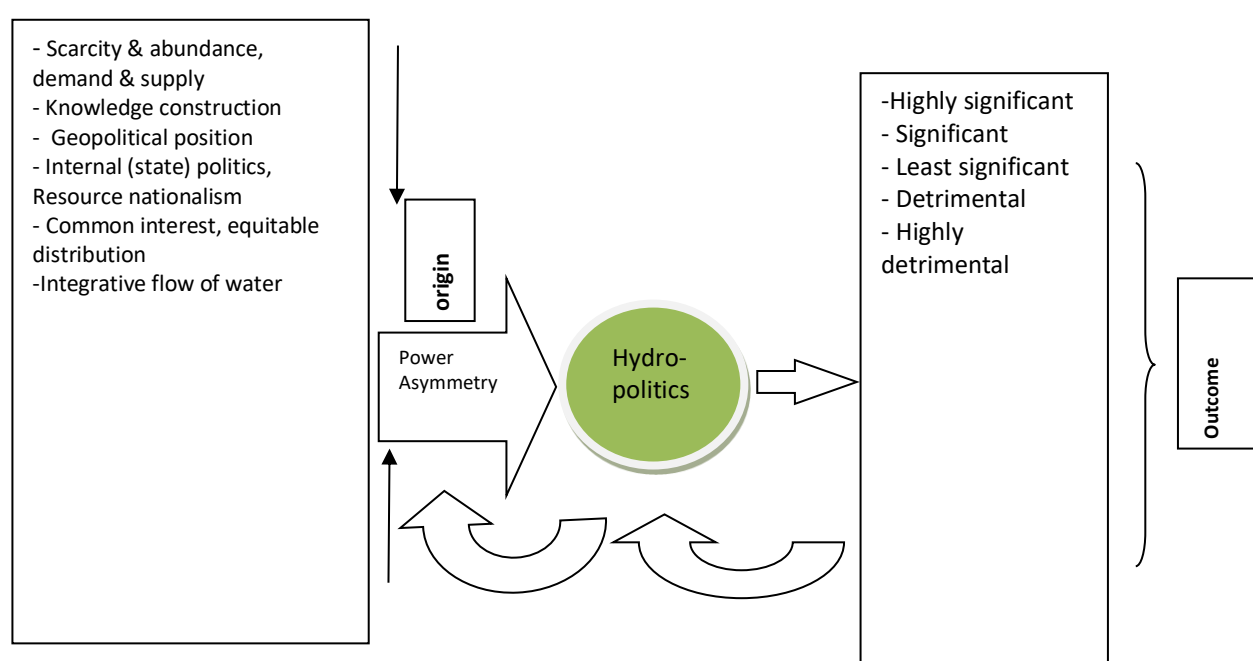 - Scarcity & abundance,
demand & supply
- Knowledge construction
-  Geopolitical position
- Internal (state) politics,
Resource nationalism
- Common interest, equitable
distribution
-Integrative flow of water
origin
Power
Asymmetry
Hydro-
politics
-Highly significant
- Significant
- Least significant
- Detrimental
- Highly
detrimental
Outcome